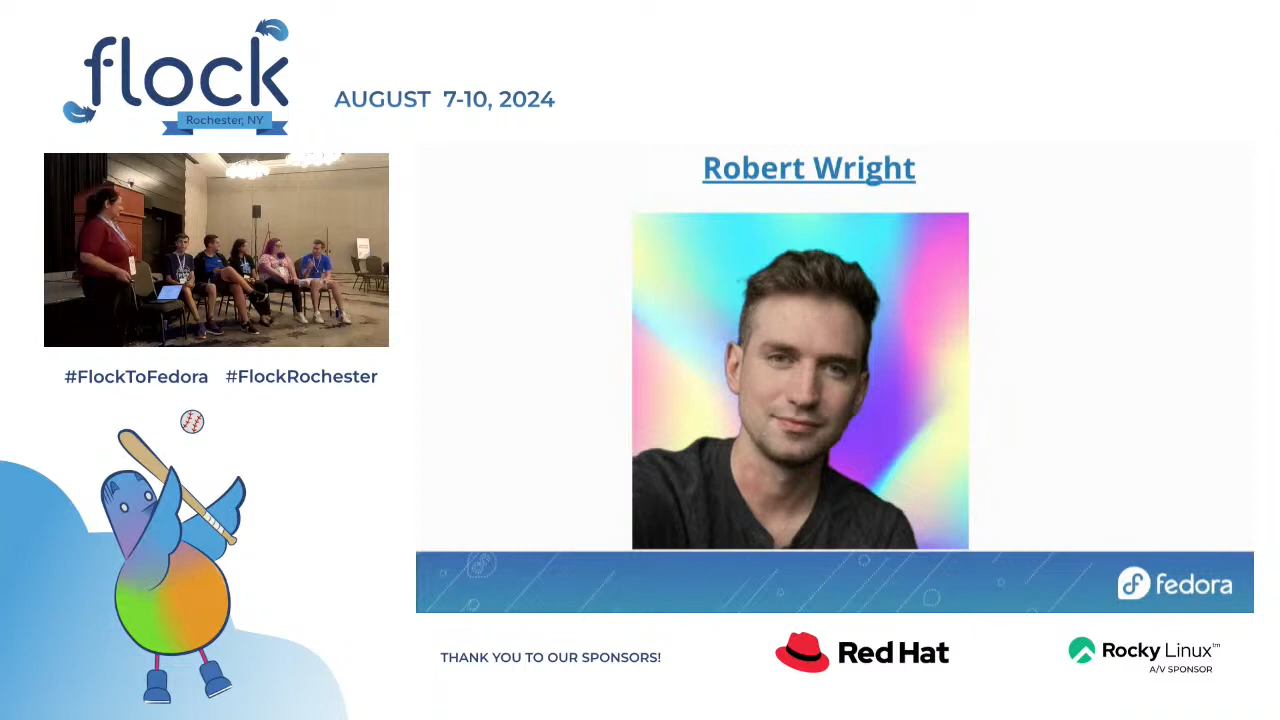 flock
Rochester, NY
AUGUST 7-10, 2024
Robert Wright
#FlockToFedora #FlockRochester
fedora
THANK YOU TO OUR SPONSORS!
Red Hat
Rocky Linux™
A/V SPONSOR